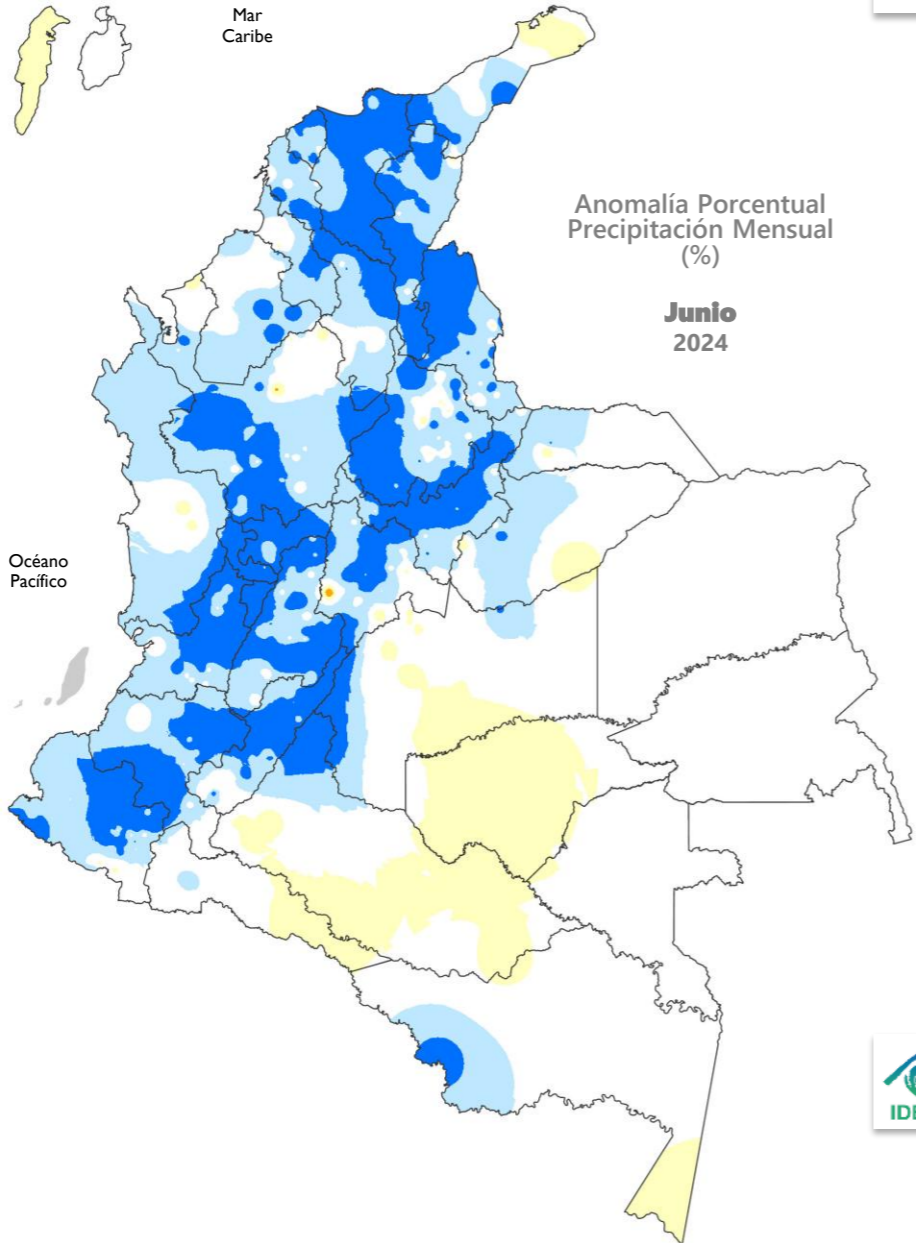 Mar
Caribe
Anomalía Porcentual
Precipitación Mensual
(%)
Junio
2024
Océano
Pacífico